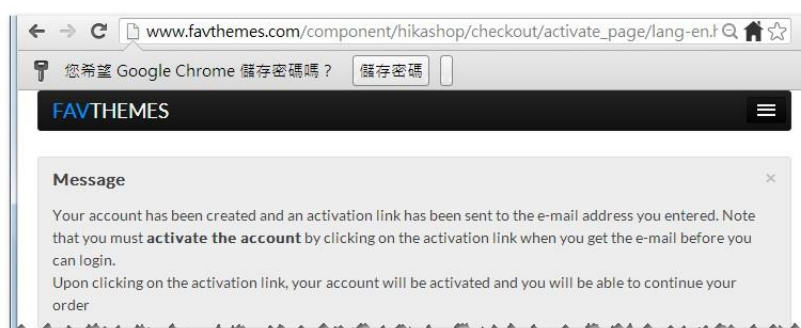 www.favthemes.com/component/hikashop/checkout/activate_page/lang-en.h
您希望 Google Chrome 儲存密碼嗎？ 儲存密碼
FAVTHEMES
Message ×
Your account has been created and an activation link has been sent to the e-mail address you entered. Note
that you must activate the account by clicking on the activation link when you get the e-mail before you
can login.
Upon clicking on the activation link, your account will be activated and you will be able to continue your
order